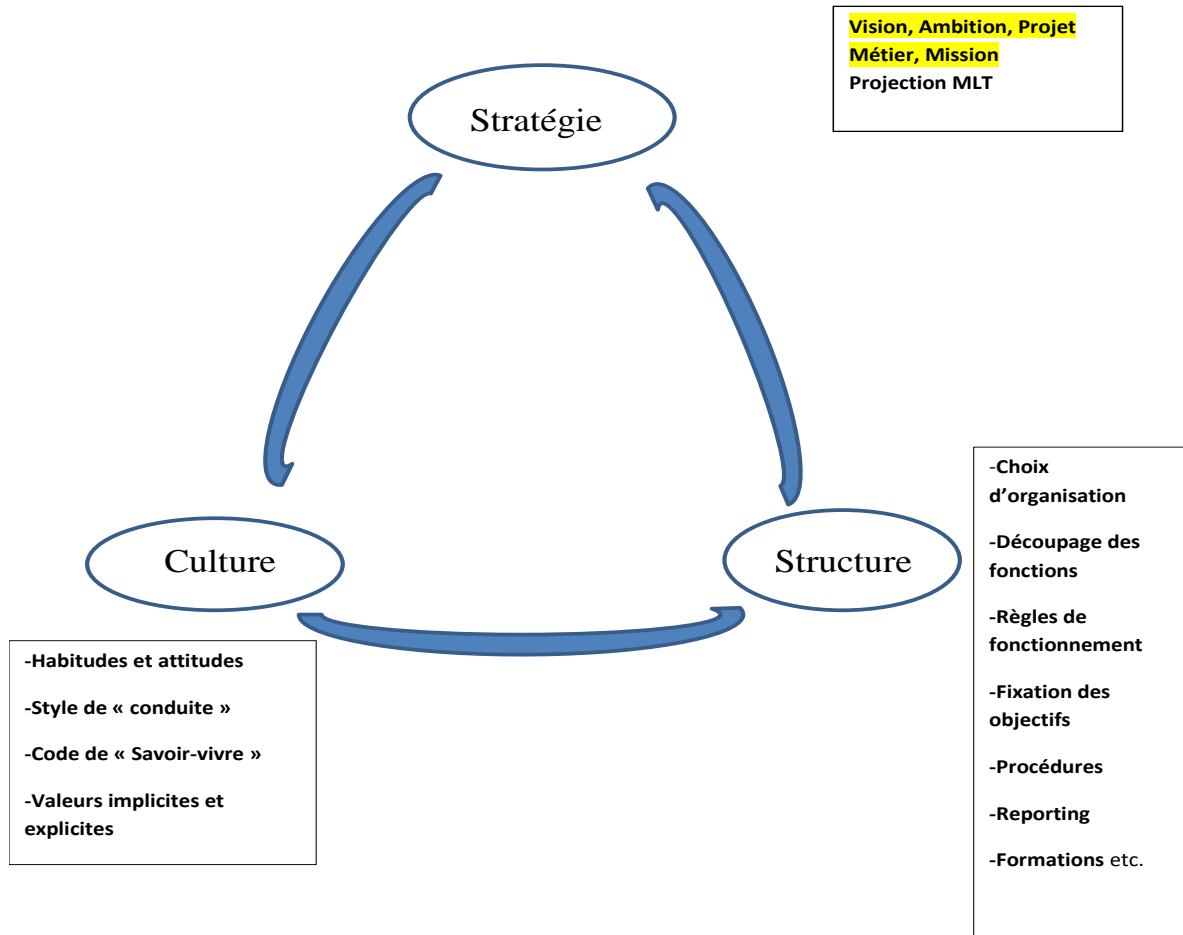 Vision, Ambition, Projet
Métier, Mission
Projection MLT
Stratégie
Culture
Structure
-Habitudes et attitudes
-Style de « conduite »
-Code de « Savoir-vivre »
-Valeurs implicites et
explicites
-Choix
d’organisation
-Découpage des
fonctions
-Règles de
fonctionnement
-Fixation des
objectifs
-Procédures
-Reporting
-Formations etc.